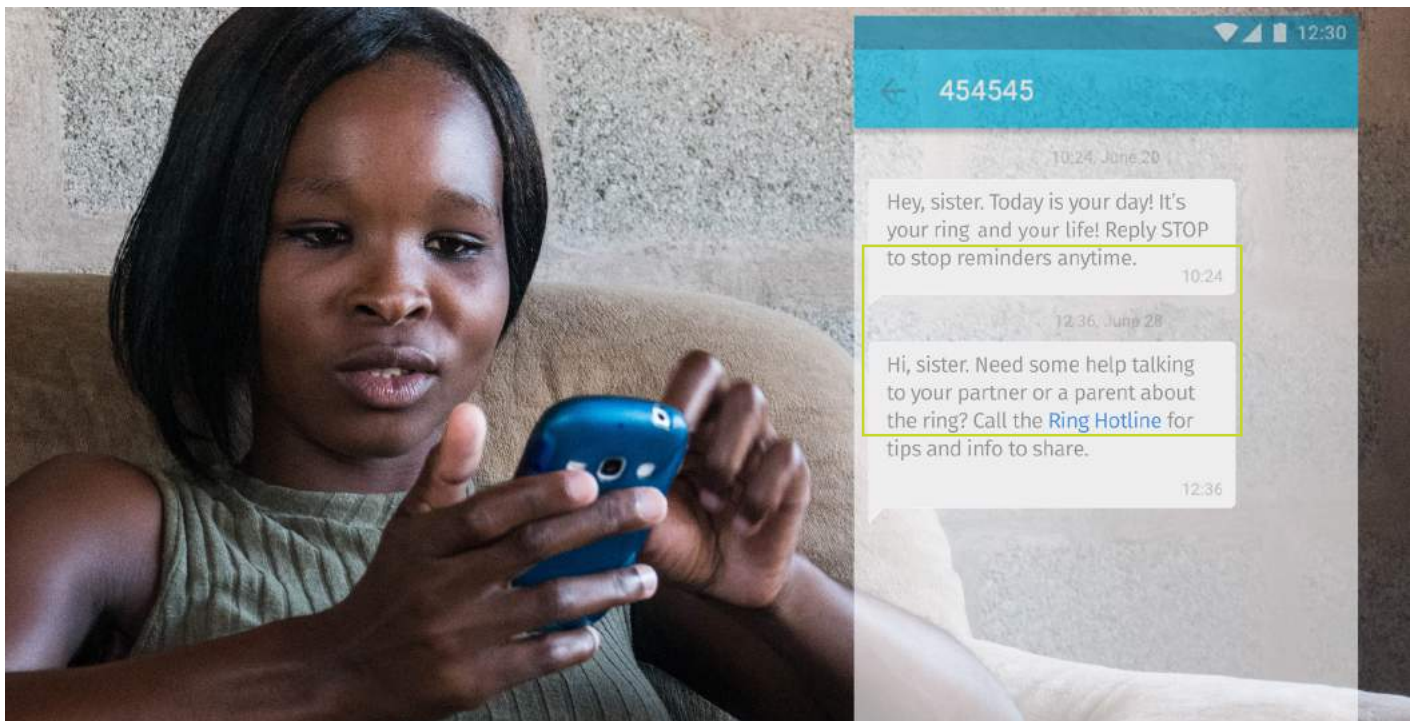 12:30
454545
10:24, June 20
Hey, sister. Today is your day! It's
your ring and your life! Reply STOP
to stop reminders anytime.
10:24
12:36, June 28
Hi, sister. Need some help talking
to your partner or a parent about
the ring? Call the Ring Hotline for
tips and info to share.
12:36